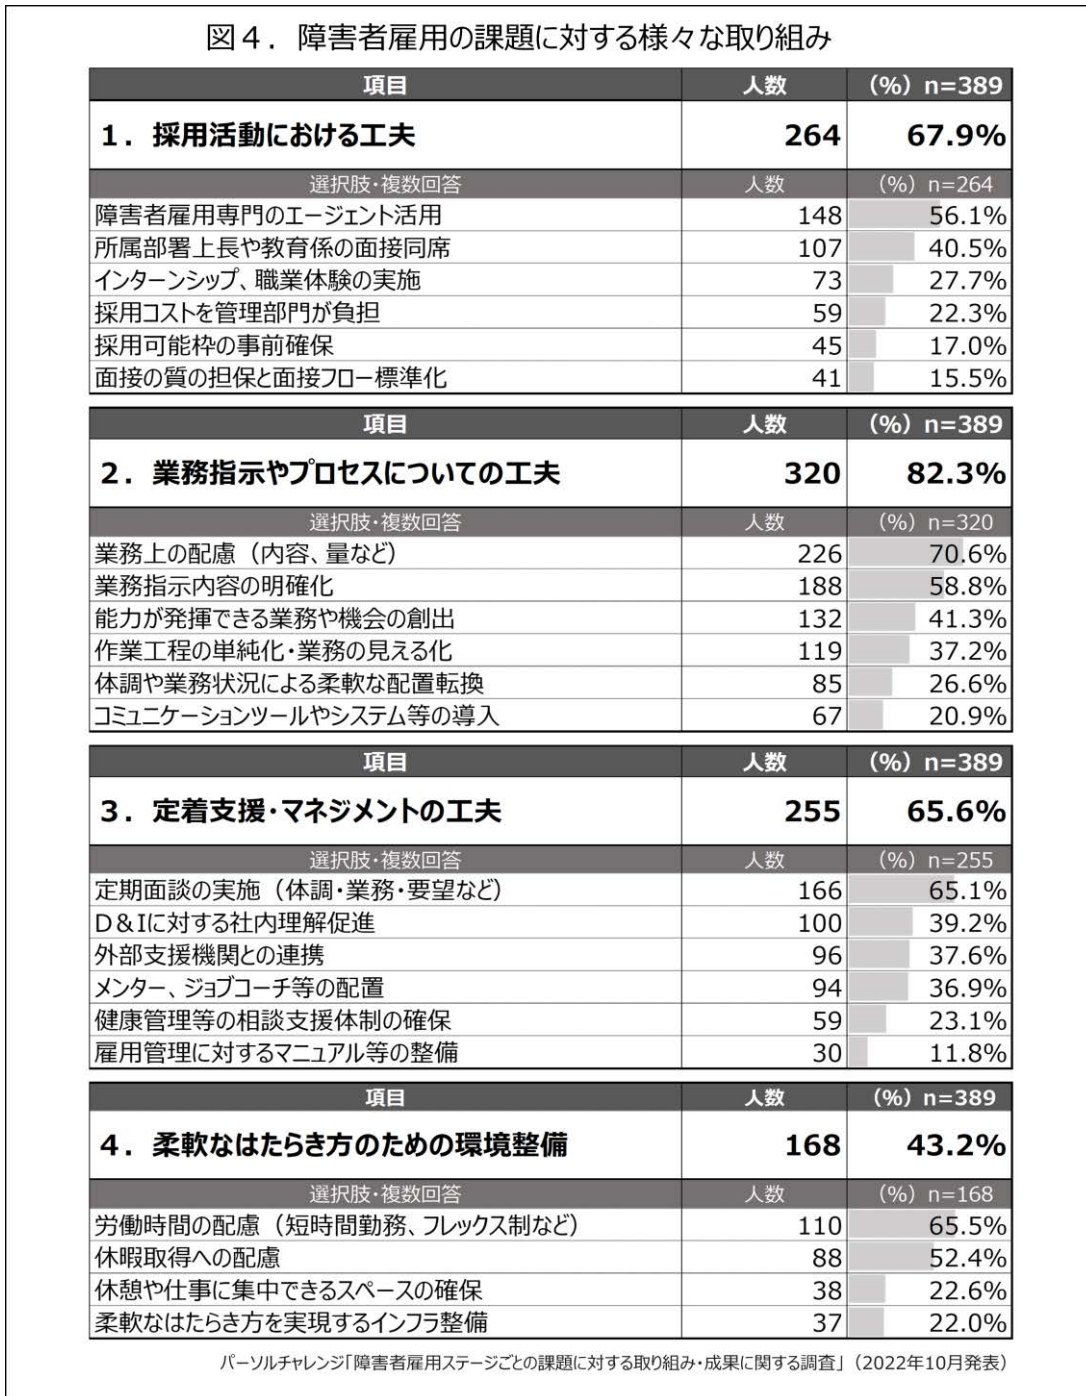 図４．障害者雇用の課題に対する様々な取り組み
項目 人数 （%）n=389
１．採用活動における工夫 264 67.9%
選択肢・複数回答 人数 （%）n=264
障害者雇用専門のエージェント活用 148 56.1%
所属部署上長や教育係の面接同席 107 40.5%
インターンシップ、職業体験の実施 73 27.7%
採用コストを管理部門が負担 59 22.3%
採用可能枠の事前確保 45 17.0%
面接の質の担保と面接フロー標準化 41 15.5%
項目 人数 （%）n=389
２．業務指示やプロセスについての工夫 320 82.3%
選択肢・複数回答 人数 （%）n=320
業務上の配慮（内容、量など） 226 70.6%
業務指示内容の明確化 188 58.8%
能力が発揮できる業務や機会の創出 132 41.3%
作業工程の単純化・業務の見える化 119 37.2%
体調や業務状況による柔軟な配置転換 85 26.6%
コミュニケーションツールやシステム等の導入 67 20.9%
項目 人数 （%）n=389
３．定着支援・マネジメントの工夫 255 65.6%
選択肢・複数回答 人数 （%）n=255
定期面談の実施（体調・業務・要望など） 166 65.1%
D＆Iに対する社内理解促進 100 39.2%
外部支援機関との連携 96 37.6%
メンター、ジョブコーチ等の配置 94 36.9%
健康管理等の相談支援体制の確保 59 23.1%
雇用管理に対するマニュアル等の整備 30 11.8%
項目 人数 （%）n=389
４．柔軟なはたらき方のための環境整備 168 43.2%
選択肢・複数回答 人数 （%）n=168
労働時間の配慮（短時間勤務、フレックス制など） 110 65.5%
休暇取得への配慮 88 52.4%
休憩や仕事に集中できるスペースの確保 38 22.6%
柔軟なはたらき方を実現するインフラ整備 37 22.0%
パーソルチャレンジ「障害者雇用ステージごとの課題に対する取り組み・成果に関する調査」（2022年10月発表）